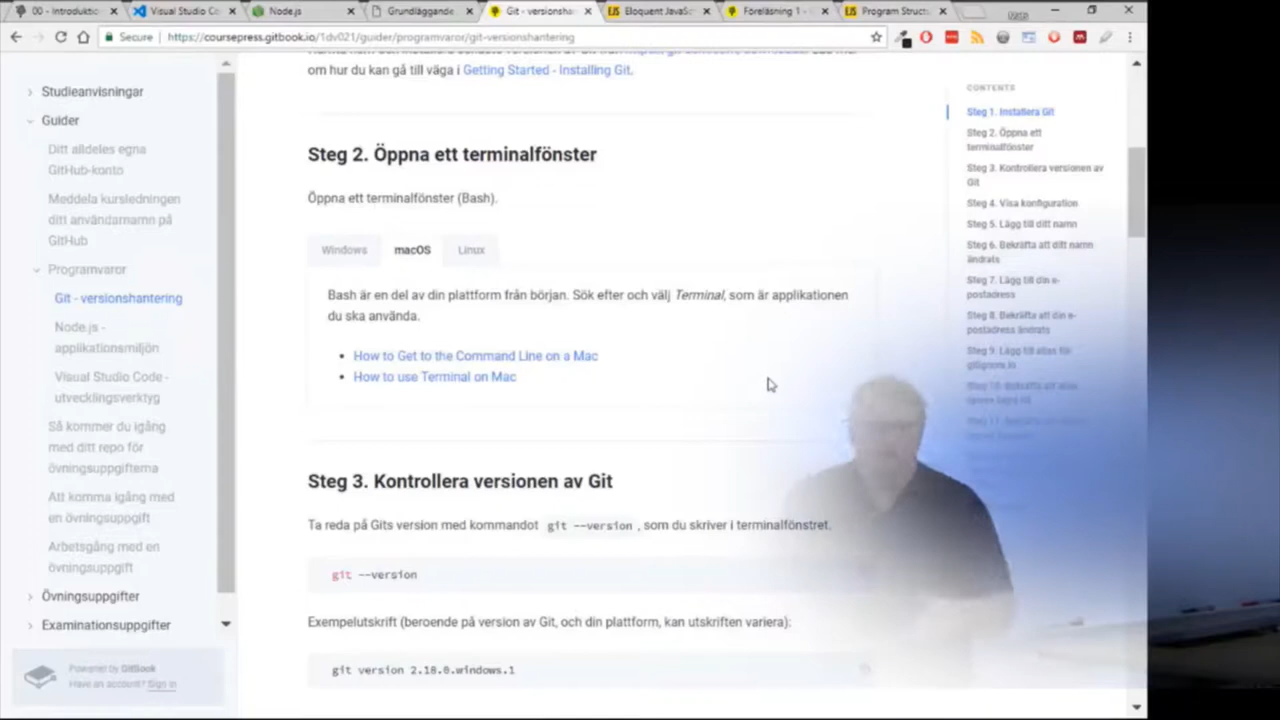 00 - Introduktio
Visual Studio Co
Node.js
Grundläggande
Git - versionsha
Eloquent JavaSc
Föreläsning 1 -
Program Struct
Secure
https://coursepress.gitbook.io/1dv021/guider/programvaror/git-versionshantering
Studieanvisningar
Guider
Ditt alldeles egna
GitHub-konto
Meddela kursledningen
ditt användarnamn på
GitHub
Programvaror
Git - versionshantering
Node.js -
applikationsmiljön
Visual Studio Code -
utvecklingsverktyg
Så kommer du igång
med ditt repo för
övningsuppgifterna
Att komma igång med
en övningsuppgift
Arbetsgång med en
övningsuppgift
Övningsuppgifter
Examinationsuppgifter
Powered by GitBook
Have an account? Sign in
om hur du kan gå till väga i Getting Started - Installing Git.
Steg 2. Öppna ett terminalfönster
Öppna ett terminalfönster (Bash).
Windows
macOS
Linux
Bash är en del av din plattform från början. Sök efter och välj Terminal, som är applikationen
du ska använda.
• How to Get to the Command Line on a Mac
• How to use Terminal on Mac
Steg 3. Kontrollera versionen av Git
Ta reda på Gits version med kommandot git --version , som du skriver i terminalfönstret.
git --version
Exempelutskrift (beroende på version av Git, och din plattform, kan utskriften variera):
git version 2.18.0.windows.1
CONTENTS
Steg 1. Installera Git
Steg 2. Öppna ett
terminalfönster
Steg 3. Kontrollera versionen av
Git
Steg 4. Visa konfiguration
Steg 5. Lägg till ditt namn
Steg 6. Bekräfta att ditt namn
ändrats
Steg 7. Lägg till din e-
postadress
Steg 8. Bekräfta att din e-
postadress ändrats
Steg 9. Lägg till alias för
gitignore.io
Steg 10. Bekräfta att alias